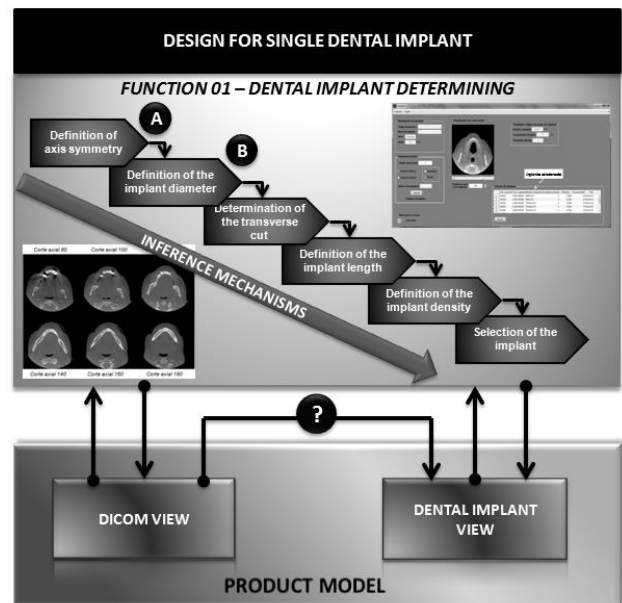 DESIGN FOR SINGLE DENTAL IMPLANT
FUNCTION 01 – DENTAL IMPLANT DETERMINING
A
Definition of
axis symmetry
B
Definition of the
implant diameter
Determination of
the transverse
cut
Definition of the
implant length
Definition of the
implant density
Selection of the
implant
INFERENCE MECHANISMS
Corte axial 80
Corte axial 100
Corte axial 140
Corte axial 160
Corte axial 180
?
DICOM VIEW
DENTAL IMPLANT
VIEW
PRODUCT MODEL